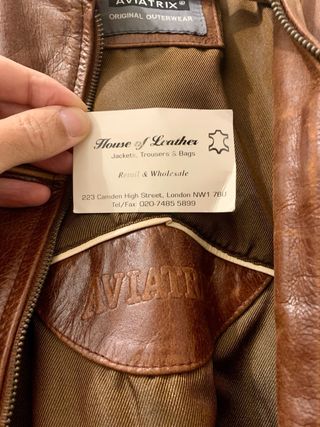 AVIATRIX
ORIGINAL OUTERWEAR
House of Leather
Jackets, Trousers & Bags
Retail & Wholesale
223 Camden High Street, London NW1 7BU
Tel/Fax: 020-7485 5899
AVIATRI